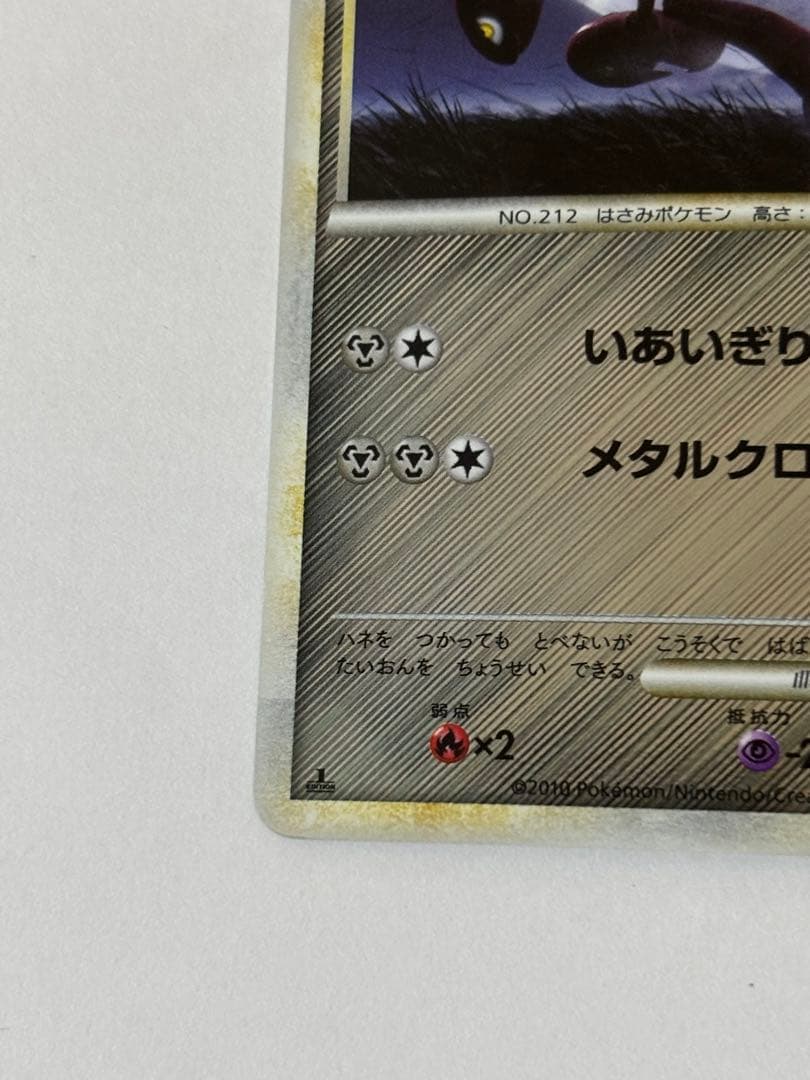 NO.212 はさみポケモン 高さ:
いあいぎり
メタルクロ
ハネを つかっても とべないが こうそくで はば
たいおんを ちょうせい できる。
弱点
抵抗力
×2
-2
1
EDITION
©2010 Pokémon/Nintendo/Crea